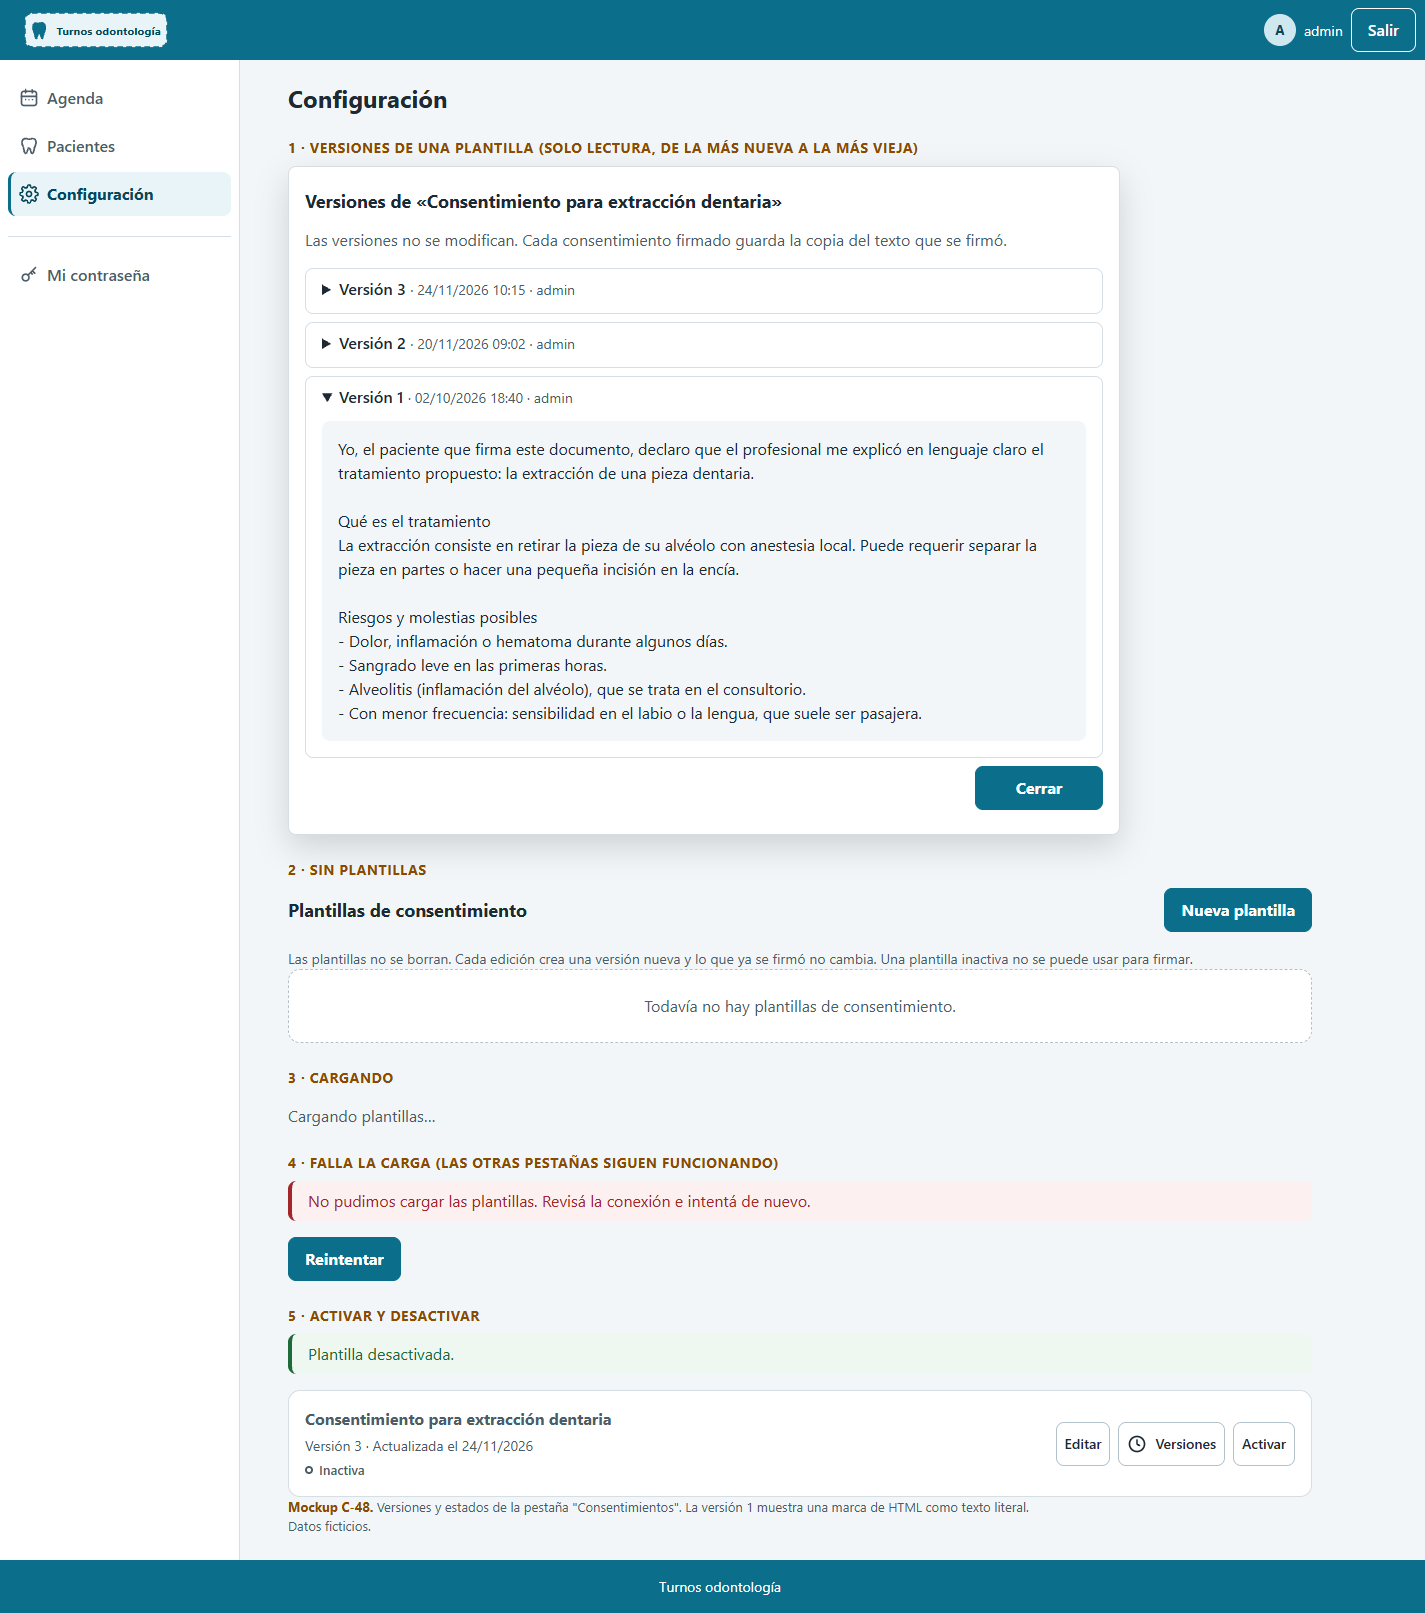 Turnos odontología
A
admin
Salir
Agenda
Pacientes
Configuración
Mi contraseña
Configuración
1 · VERSIONES DE UNA PLANTILLA (SOLO LECTURA, DE LA MÁS NUEVA A LA MÁS VIEJA)
Versiones de «Consentimiento para extracción dentaria»
Las versiones no se modifican. Cada consentimiento firmado guarda la copia del texto que se firmó.
Versión 3 · 24/11/2026 10:15 · admin
Versión 2 · 20/11/2026 09:02 · admin
Versión 1 · 02/10/2026 18:40 · admin
Yo, el paciente que firma este documento, declaro que el profesional me explicó en lenguaje claro el
tratamiento propuesto: la extracción de una pieza dentaria.
Qué es el tratamiento
La extracción consiste en retirar la pieza de su alvéolo con anestesia local. Puede requerir separar la
pieza en partes o hacer una pequeña incisión en la encía.
Riesgos y molestias posibles
- Dolor, inflamación o hematoma durante algunos días.
- Sangrado leve en las primeras horas.
- Alveolitis (inflamación del alvéolo), que se trata en el consultorio.
- Con menor frecuencia: sensibilidad en el labio o la lengua, que suele ser pasajera.
Cerrar
2 · SIN PLANTILLAS
Plantillas de consentimiento
Nueva plantilla
Las plantillas no se borran. Cada edición crea una versión nueva y lo que ya se firmó no cambia. Una plantilla inactiva no se puede usar para firmar.
Todavía no hay plantillas de consentimiento.
3 · CARGANDO
Cargando plantillas...
4 · FALLA LA CARGA (LAS OTRAS PESTAÑAS SIGUEN FUNCIONANDO)
No pudimos cargar las plantillas. Revisá la conexión e intentá de nuevo.
Reintentar
5 · ACTIVAR Y DESACTIVAR
Plantilla desactivada.
Consentimiento para extracción dentaria
Versión 3 · Actualizada el 24/11/2026
Inactiva
Editar
Versiones
Activar
Mockup C-48. Versiones y estados de la pestaña "Consentimientos". La versión 1 muestra una marca de HTML como texto literal.
Datos ficticios.
Turnos odontología